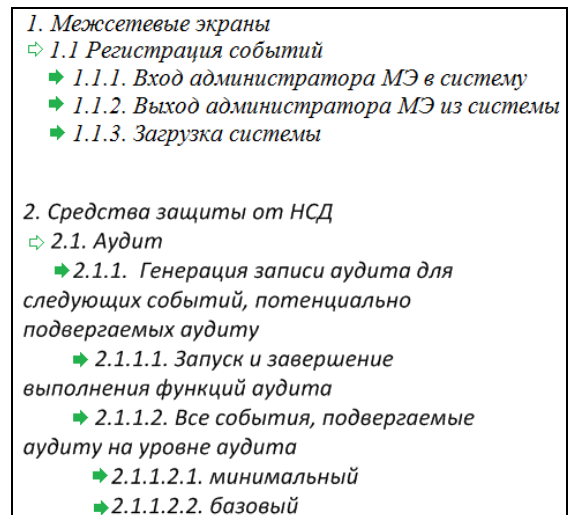 1. Межсетевые экраны
1.1 Регистрация событий
1.1.1. Вход администратора МЭ в систему
1.1.2. Выход администратора МЭ из системы
1.1.3. Загрузка системы
2. Средства защиты от НСД
2.1. Аудит
2.1.1. Генерация записи аудита для
следующих событий, потенциально
подвергаемых аудиту
2.1.1.1. Запуск и завершение
выполнения функций аудита
2.1.1.2. Все события, подвергаемые
аудиту на уровне аудита
2.1.1.2.1. минимальный
2.1.1.2.2. базовый